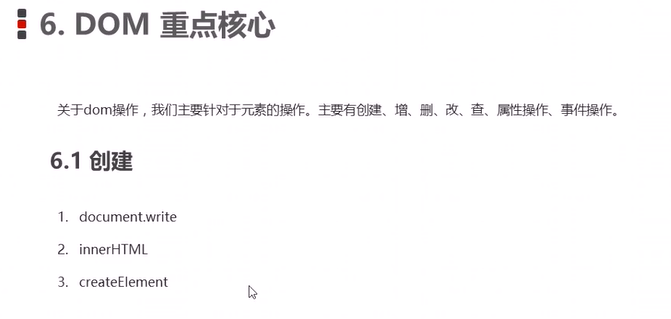 6. DOM 重点核心
关于dom操作，我们主要针对于元素的操作。主要有创建、增、删、改、查、属性操作、事件操作。
6.1 创建
1. document.write
2. innerHTML
3. createElement